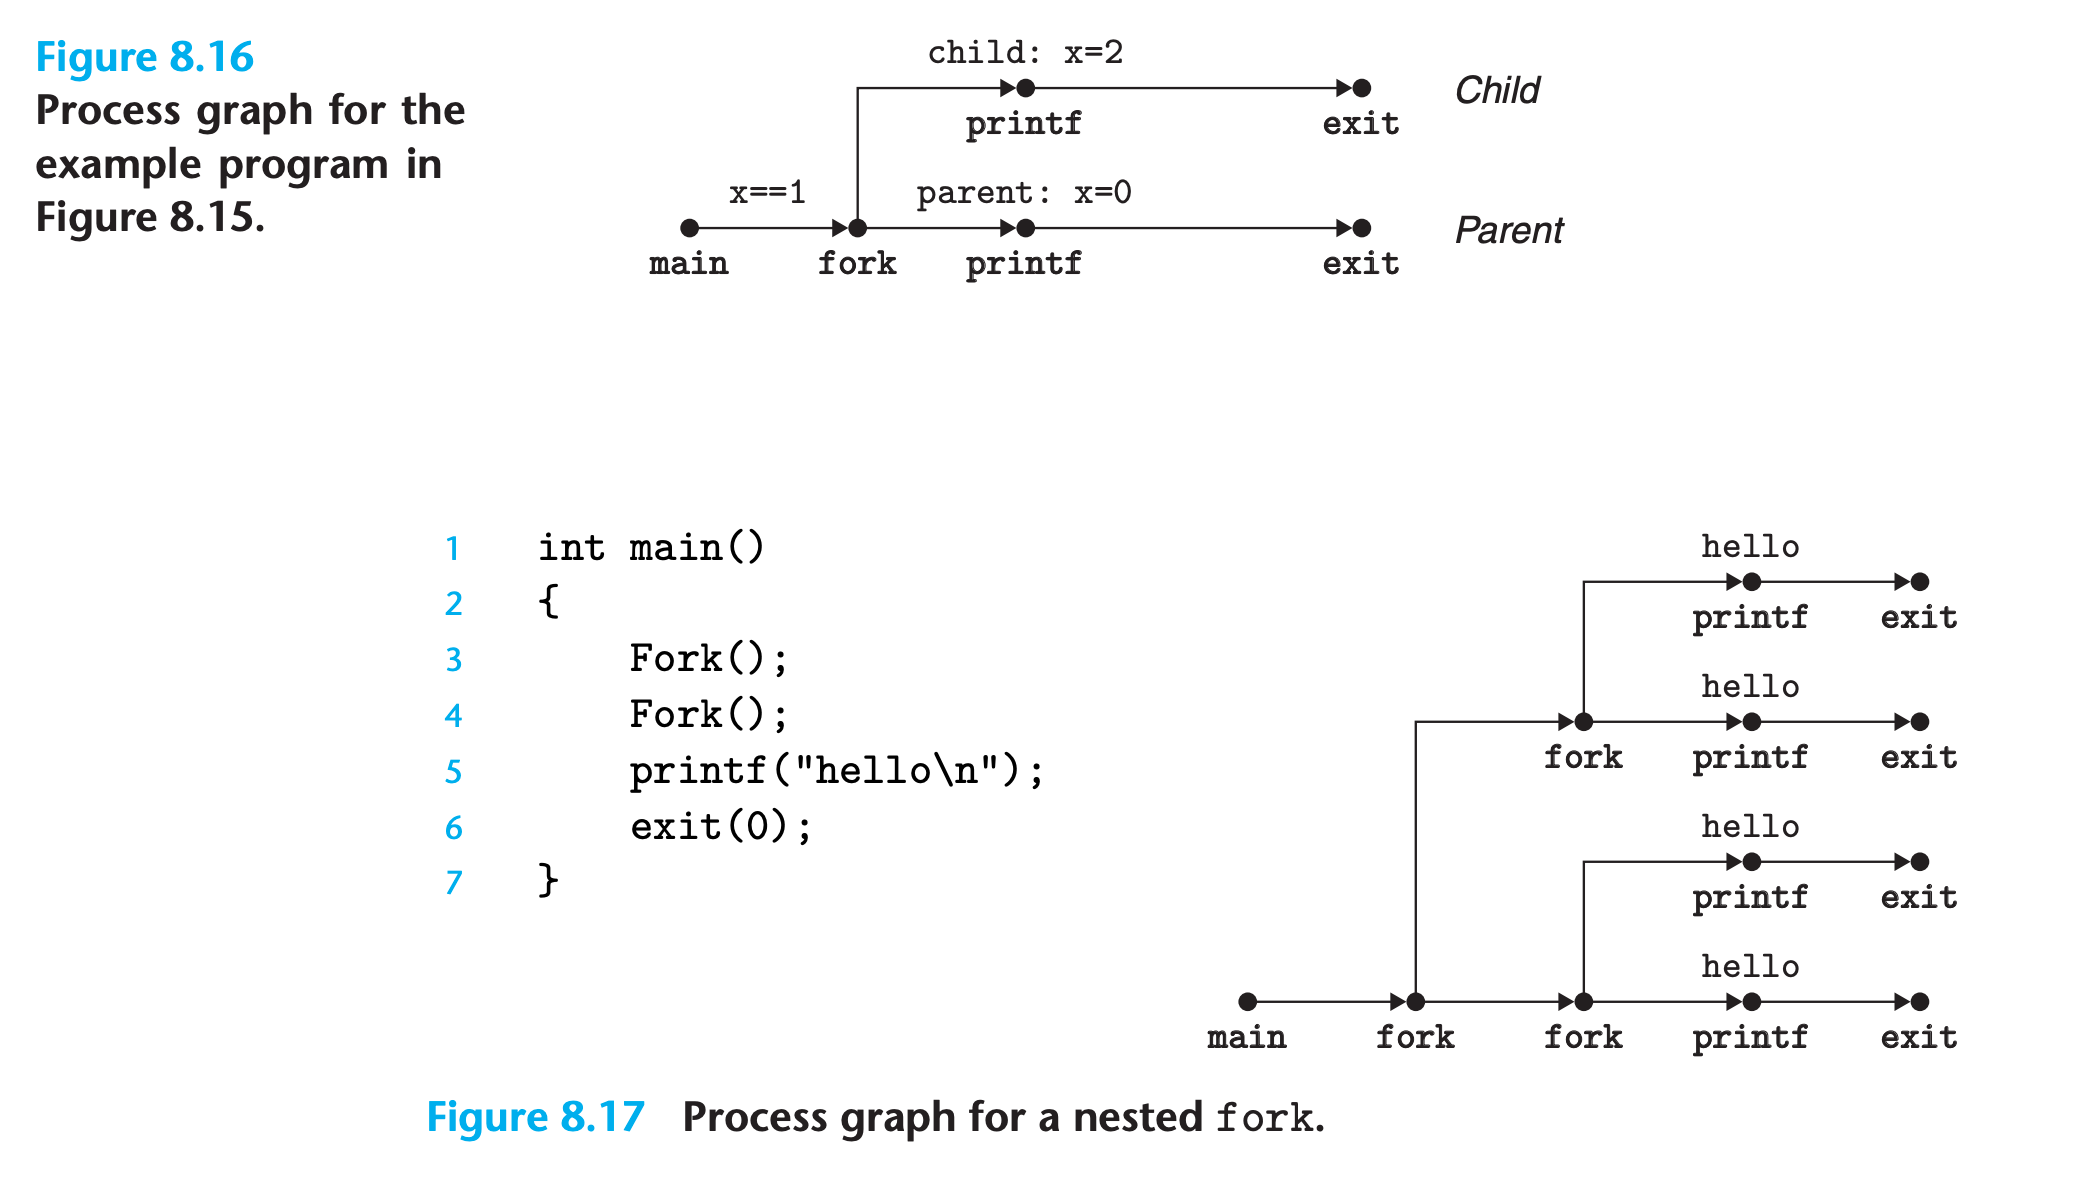 Figure 8.16
Process graph for the
example program in
Figure 8.15.
child: x=2
Child
printf
exit
x==1
parent: x=0
Parent
main
fork
printf
exit
1 int main()
2 {
3 Fork();
4 Fork();
5 printf("hello\n");
6 exit(0);
7 }
hello
printf exit
hello
fork printf exit
hello
printf exit
hello
main fork fork printf exit
Figure 8.17 Process graph for a nested fork.